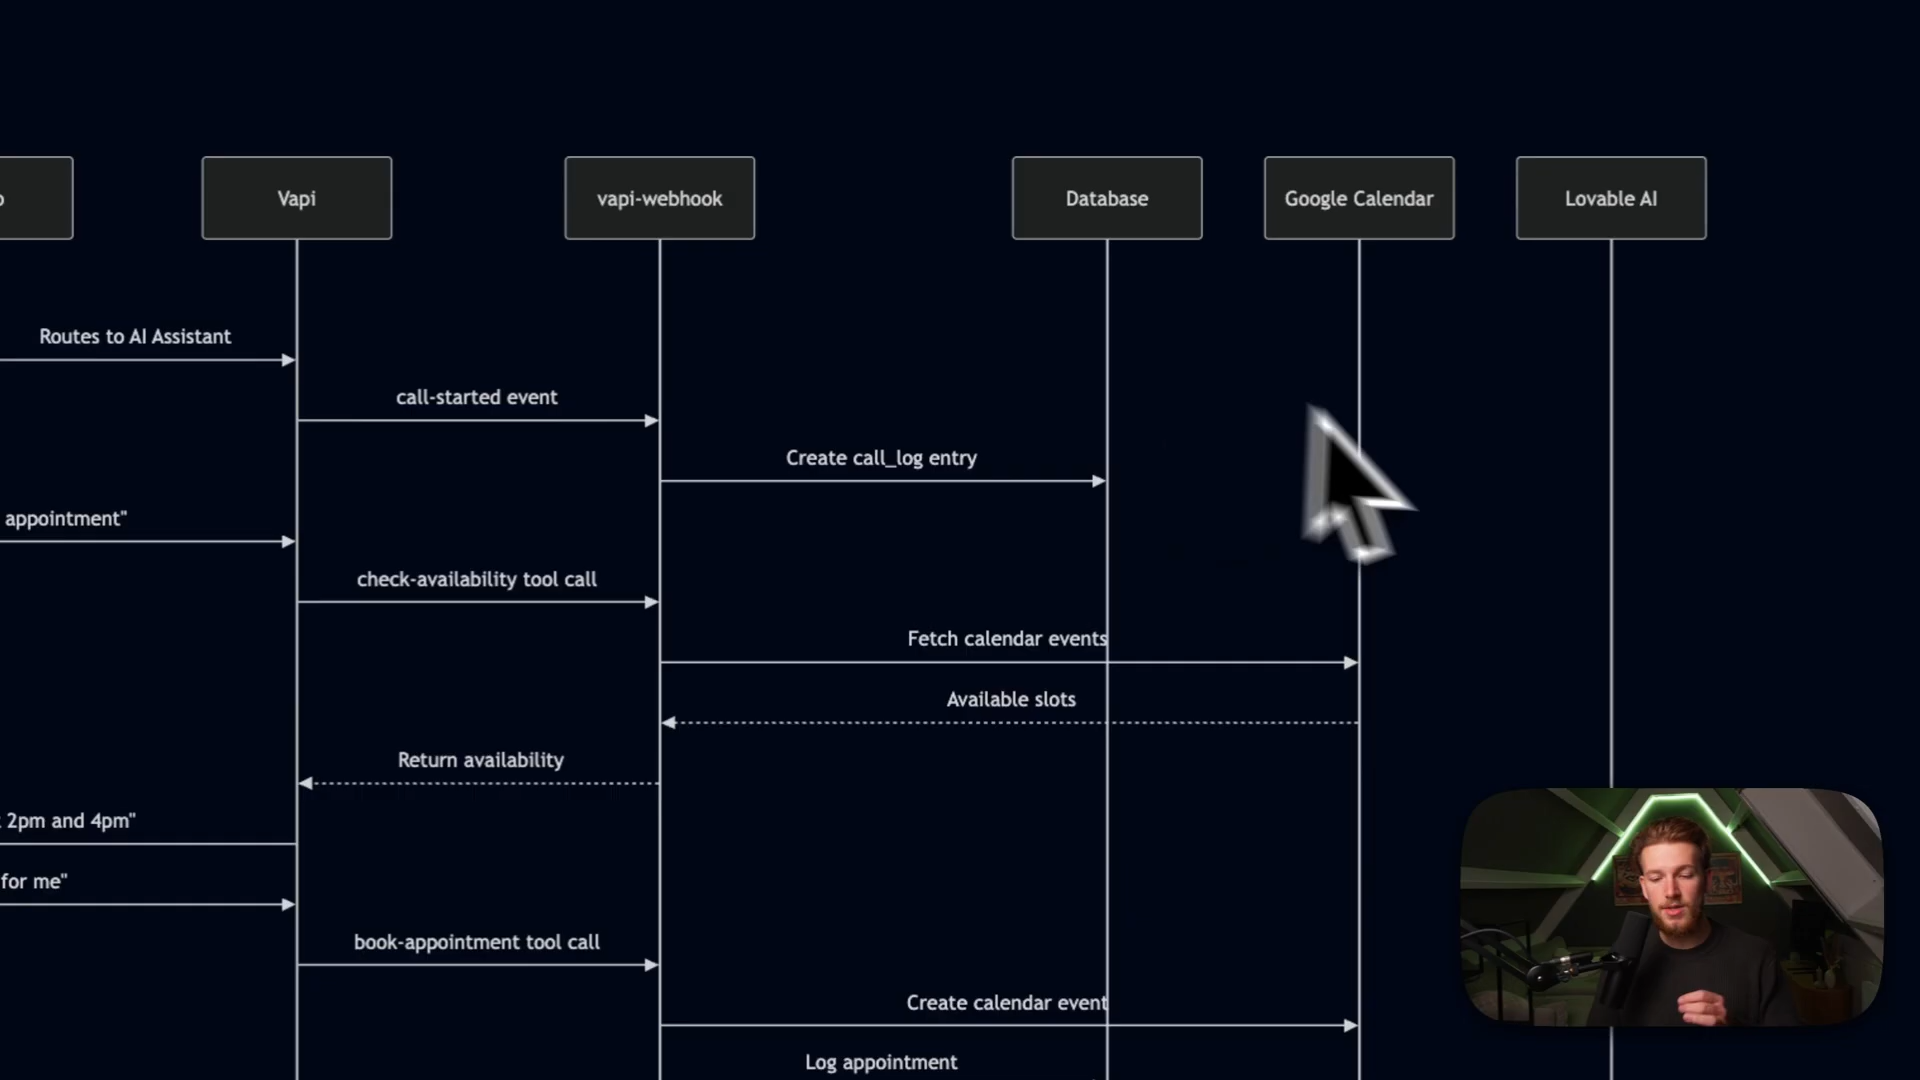 o
Vapi
vapi-webhook
Database
Google Calendar
Lovable AI
Routes to AI Assistant
call-started event
Create call_log entry
appointment"
check-availability tool call
Fetch calendar events
Available slots
Return availability
2pm and 4pm"
for me"
book-appointment tool call
Create calendar event
Log appointment